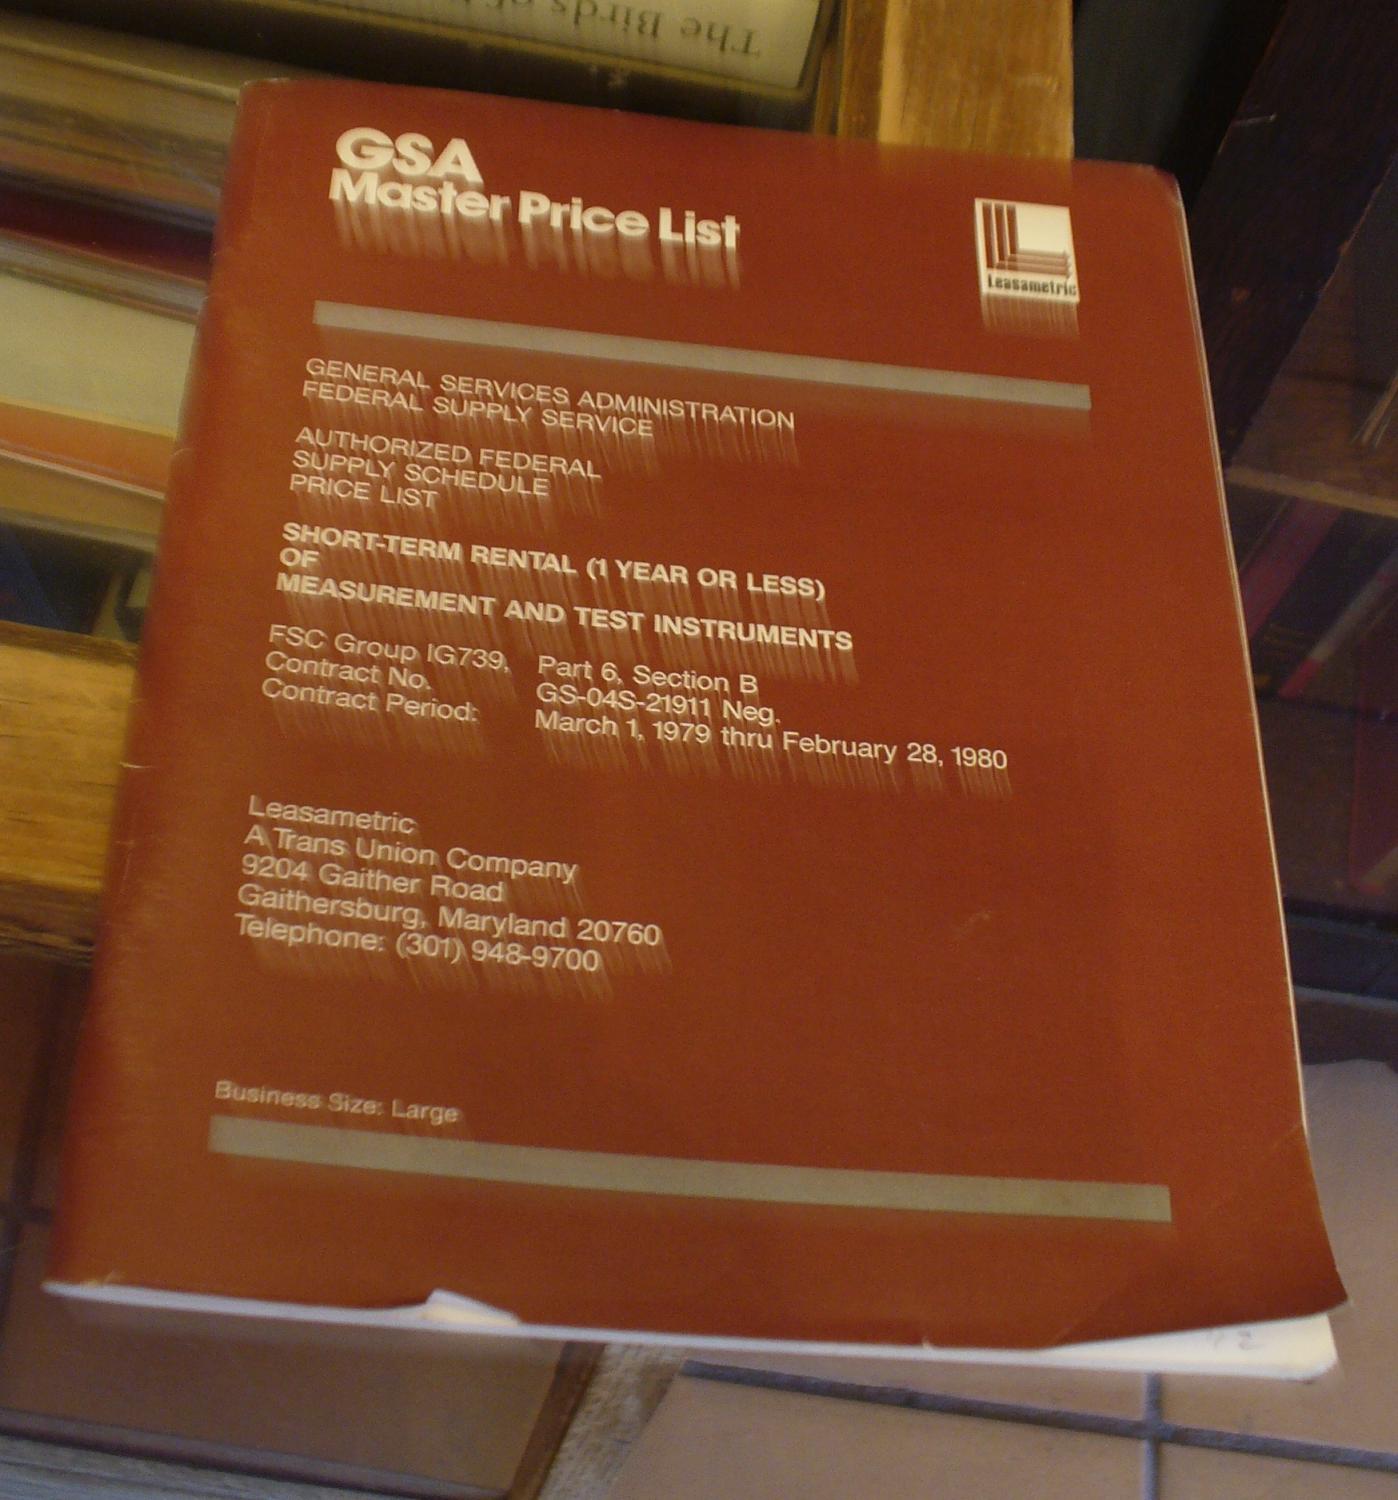 The Birds of
GSA
Master Price List
Leasametric
GENERAL SERVICES ADMINISTRATION
FEDERAL SUPPLY SERVICE
AUTHORIZED FEDERAL
SUPPLY SCHEDULE
PRICE LIST
SHORT-TERM RENTAL (1 YEAR OR LESS)
OF
MEASUREMENT AND TEST INSTRUMENTS
FSC Group IG739, Part 6, Section B
Contract No. GS-04S-21911 Neg.
Contract Period: March 1, 1979 thru February 28, 1980
Leasametric
A Trans Union Company
9204 Gaither Road
Gaithersburg, Maryland 20760
Telephone: (301) 948-9700
Business Size: Large